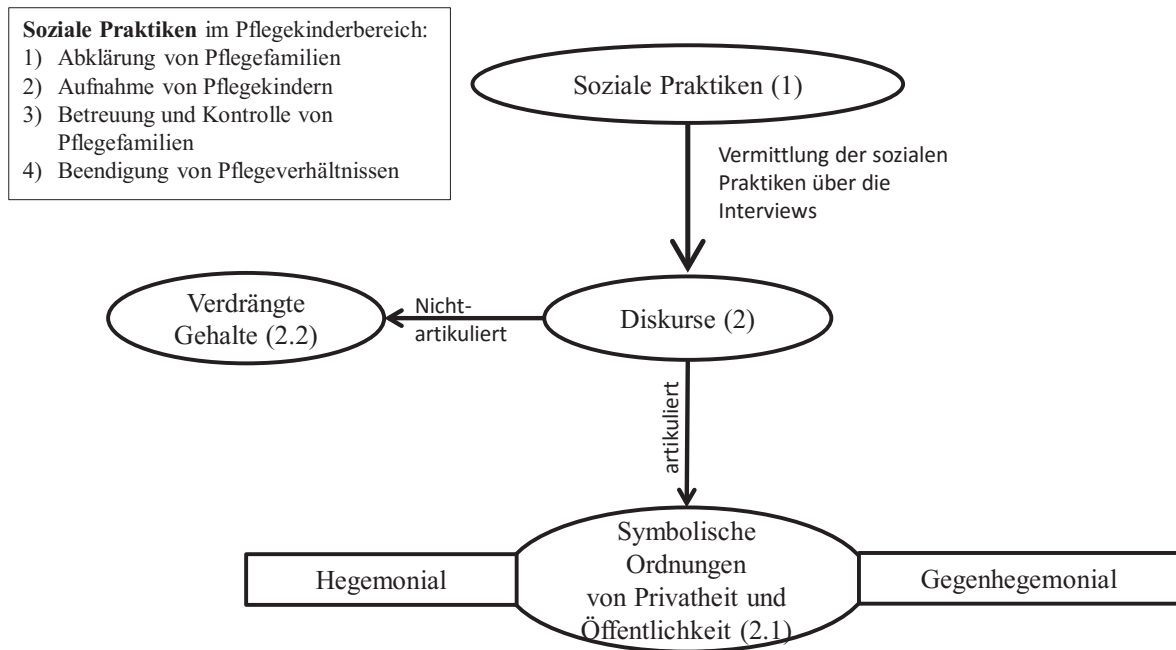 Soziale Praktiken im Pflegekinderbereich:
1) Abklärung von Pflegefamilien
2) Aufnahme von Pflegekindern
3) Betreuung und Kontrolle von
Pflegefamilien
4) Beendigung von Pflegeverhältnissen
Soziale Praktiken (1)
Vermittlung der sozialen
Praktiken über die
Interviews
Verdrängte
Gehalte (2.2)
Nicht-
artikuliert
Diskurse (2)
artikuliert
Symbolische
Ordnungen
von Privatheit und
Öffentlichkeit (2.1)
Hegemonial
Gegenhegemonial